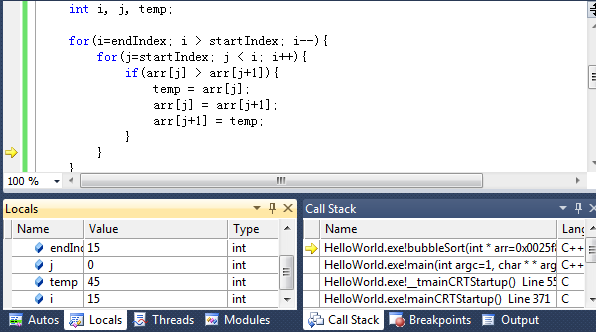 int i, j, temp;
for(i=endIndex; i > startIndex; i--){
for(j=startIndex; j < i; i++){
if(arr[j] > arr[j+1]){
temp = arr[j];
arr[j] = arr[j+1];
arr[j+1] = temp;
}
}
}
100 %
Locals
Name Value Type
endInd 15 int
j 0 int
temp 45 int
i 15 int
Autos Locals Threads Modules
Call Stack
Name Lang
HelloWorld.exe!bubbleSort(int * arr=0x0025f8 C++
HelloWorld.exe!main(int argc=1, char * * arg C++
HelloWorld.exe!__tmainCRTStartup() Line 55 C
HelloWorld.exe!mainCRTStartup() Line 371 C
Call Stack Breakpoints Output